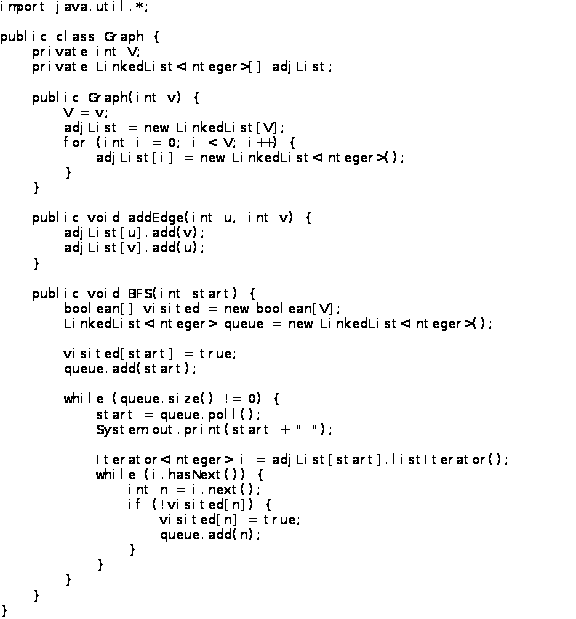 import java.util.*;

public class Graph {
    private int V;
    private LinkedList<Integer>[] adjList;

    public Graph(int v) {
        V = v;
        adjList = new LinkedList[V];
        for (int i = 0; i < V; i++) {
            adjList[i] = new LinkedList<Integer>();
        }
    }

    public void addEdge(int u, int v) {
        adjList[u].add(v);
        adjList[v].add(u);
    }

    public void BFS(int start) {
        boolean[] visited = new boolean[V];
        LinkedList<Integer> queue = new LinkedList<Integer>();

        visited[start] = true;
        queue.add(start);

        while (queue.size() != 0) {
            start = queue.poll();
            System.out.print(start + " ");

            Iterator<Integer> i = adjList[start].listIterator();
            while (i.hasNext()) {
                int n = i.next();
                if (!visited[n]) {
                    visited[n] = true;
                    queue.add(n);
                }
            }
        }
    }
}